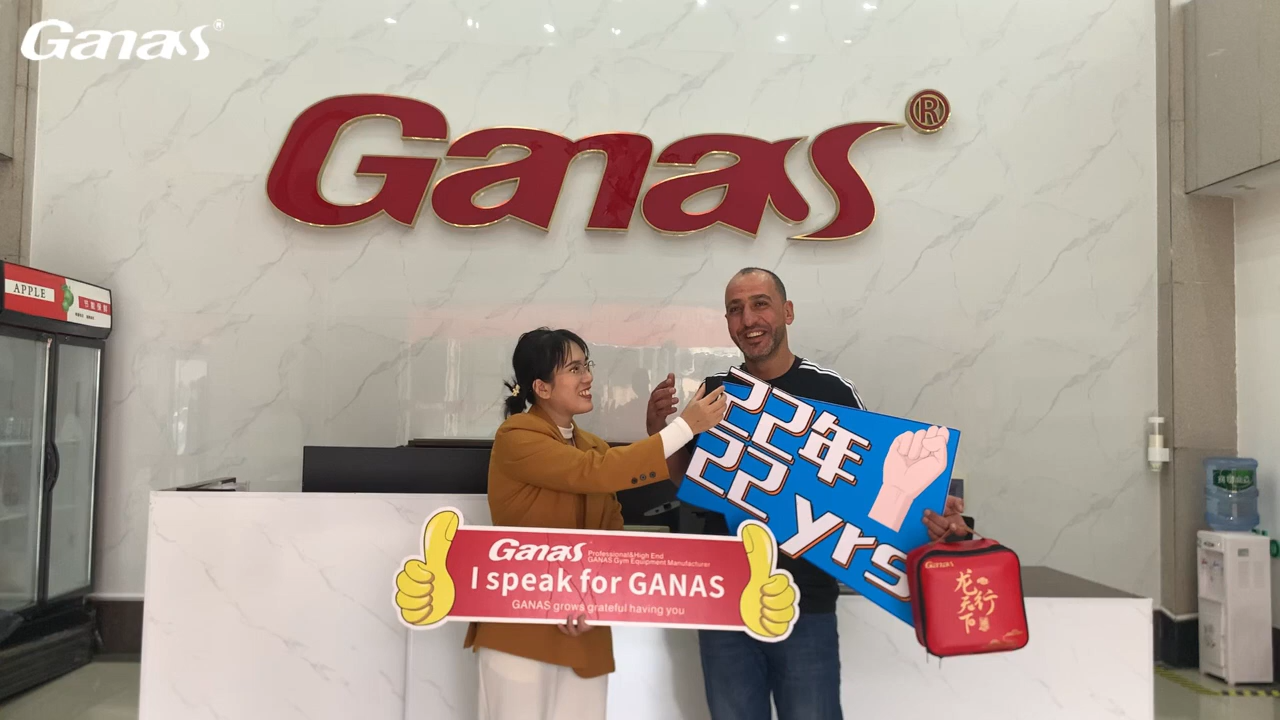 Ganas®
Ganas®
APPLE
22年
22 yrs
Ganas
Professional&High End
GANAS Gym Equipment Manufacturer
I speak for GANAS
GANAS grows grateful having you
Ganas
龙行
天下